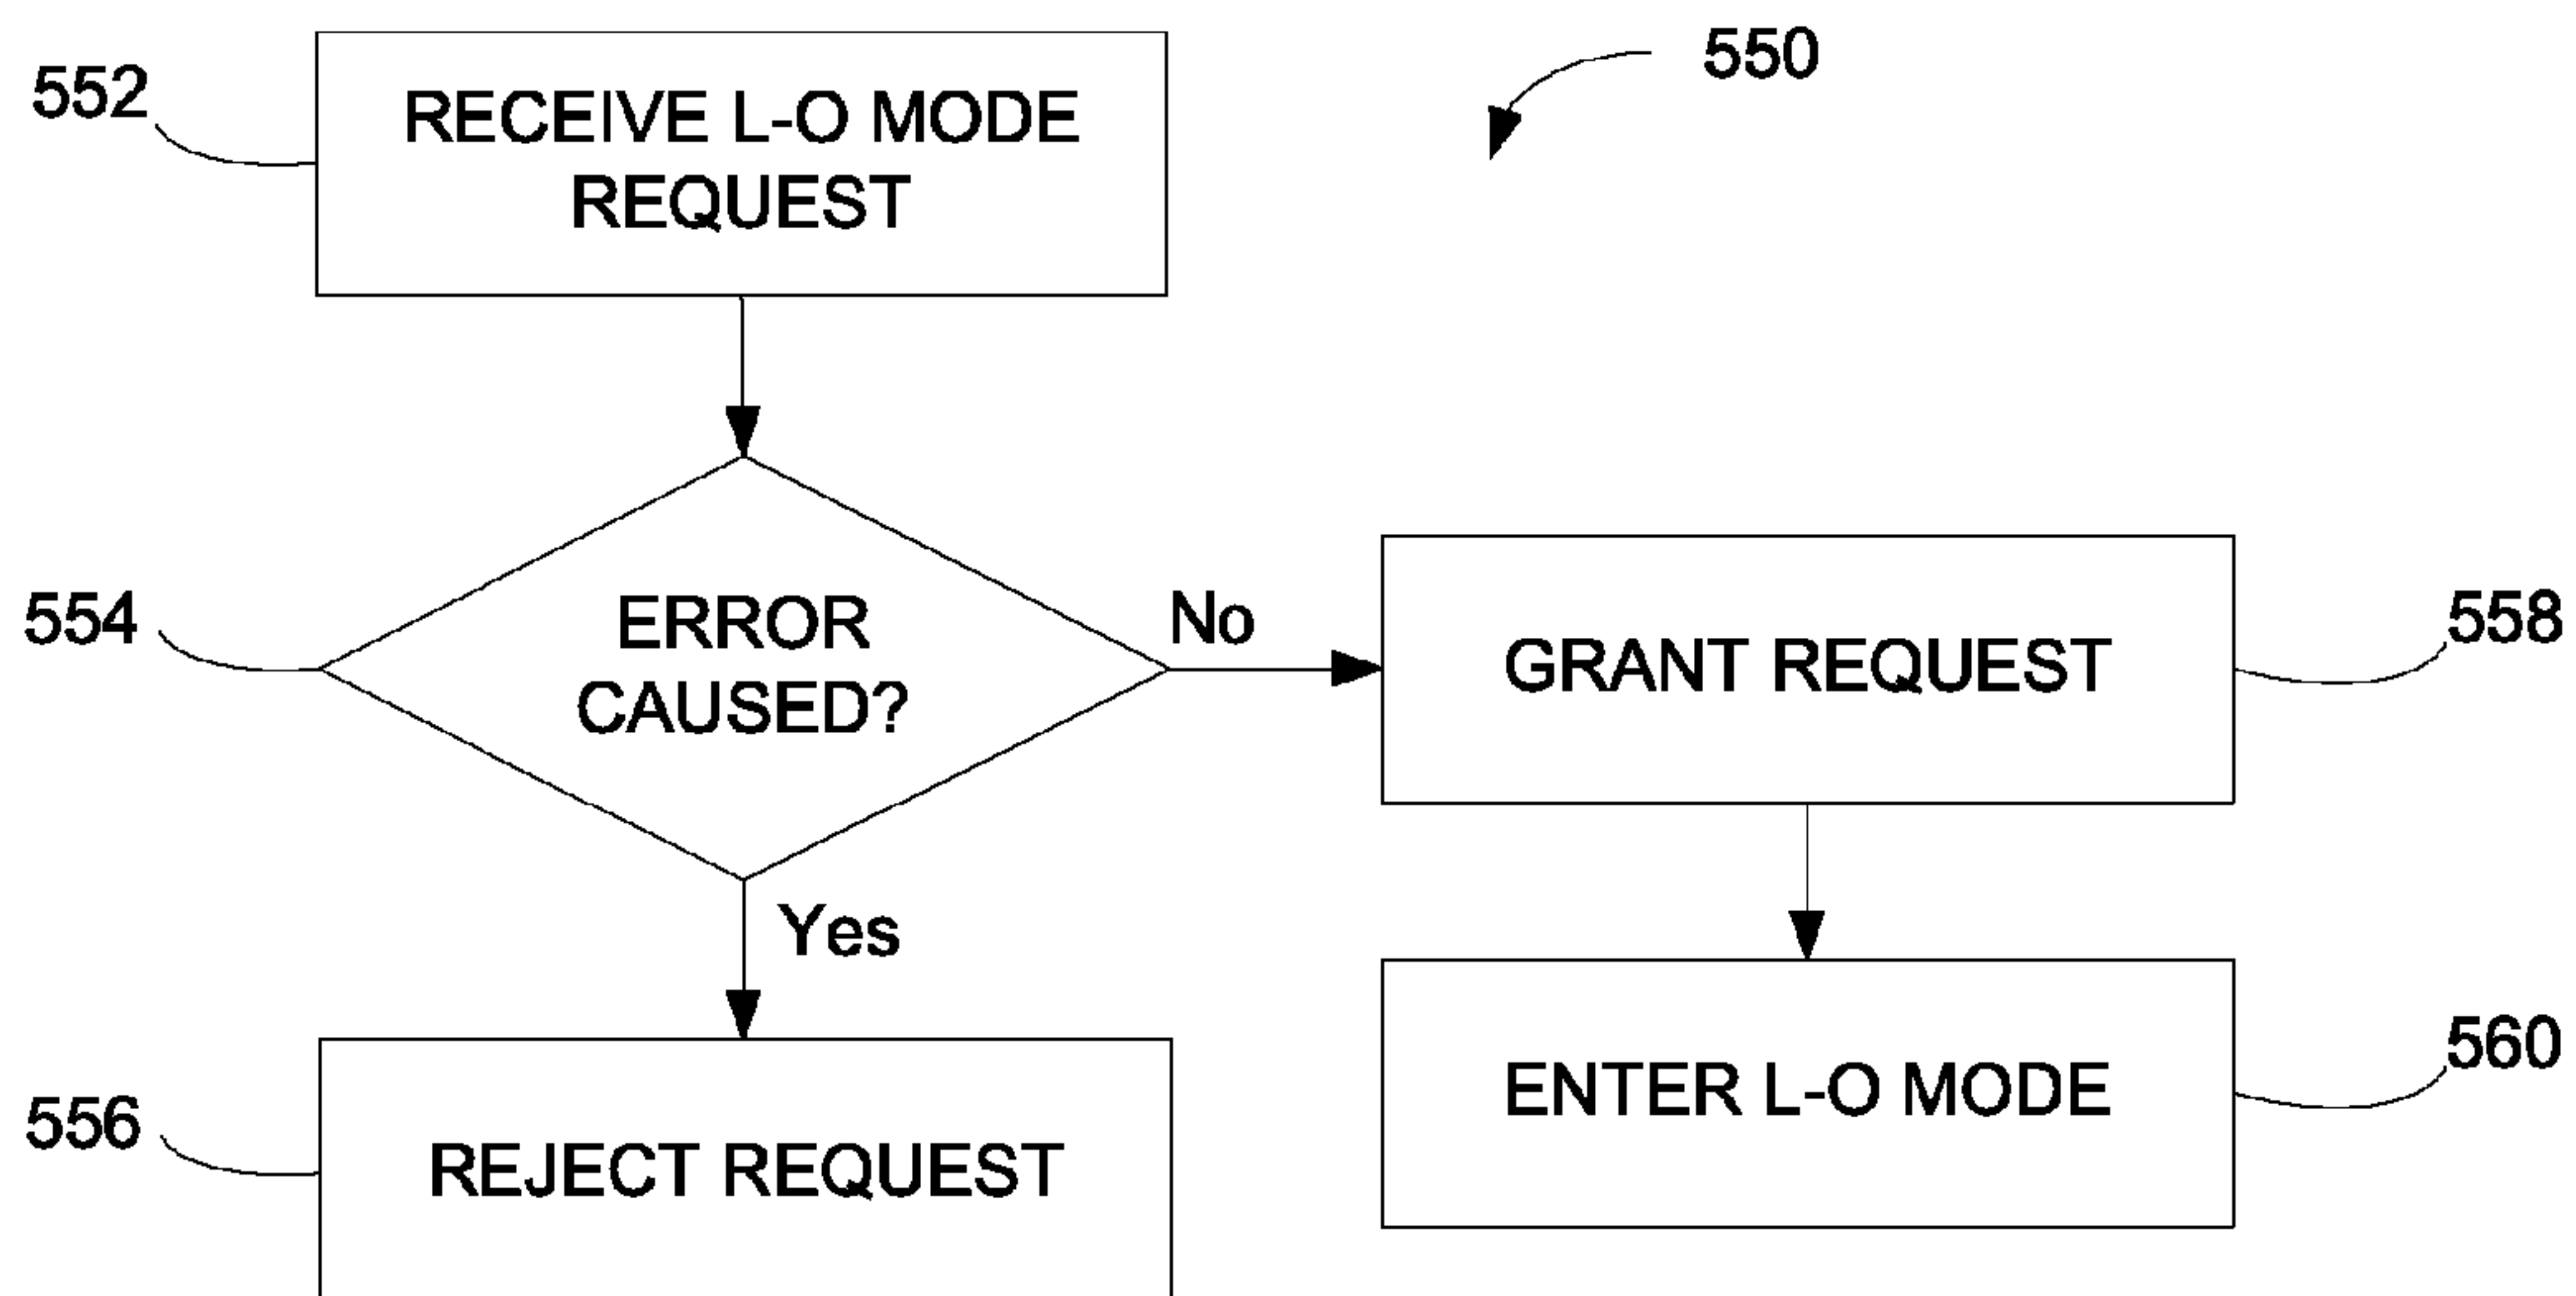 550
552
RECEIVE L-O MODE
REQUEST
554
ERROR
CAUSED?
No
GRANT REQUEST
558
Yes
556
REJECT REQUEST
ENTER L-O MODE
560